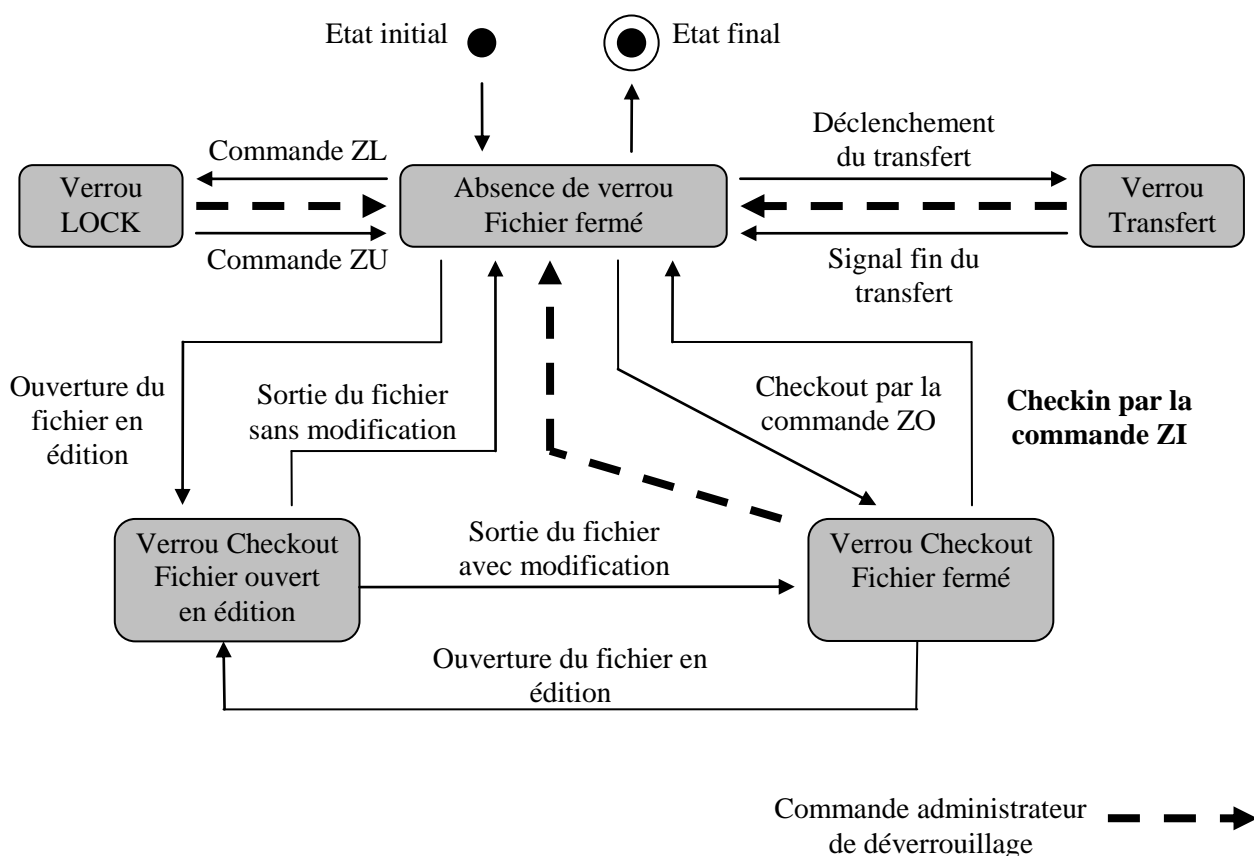 Etat initial
Etat final
Déclenchement
du transfert
Commande ZL
Verrou
LOCK
Absence de verrou
Fichier fermé
Verrou
Transfert
Commande ZU
Signal fin du
transfert
Ouverture du
fichier en
édition
Sortie du fichier
sans modification
Checkout par la
commande ZO
Checkin par la
commande ZI
Verrou Checkout
Fichier ouvert
en édition
Sortie du fichier
avec modification
Verrou Checkout
Fichier fermé
Ouverture du fichier en
édition
Commande administrateur
de déverrouillage